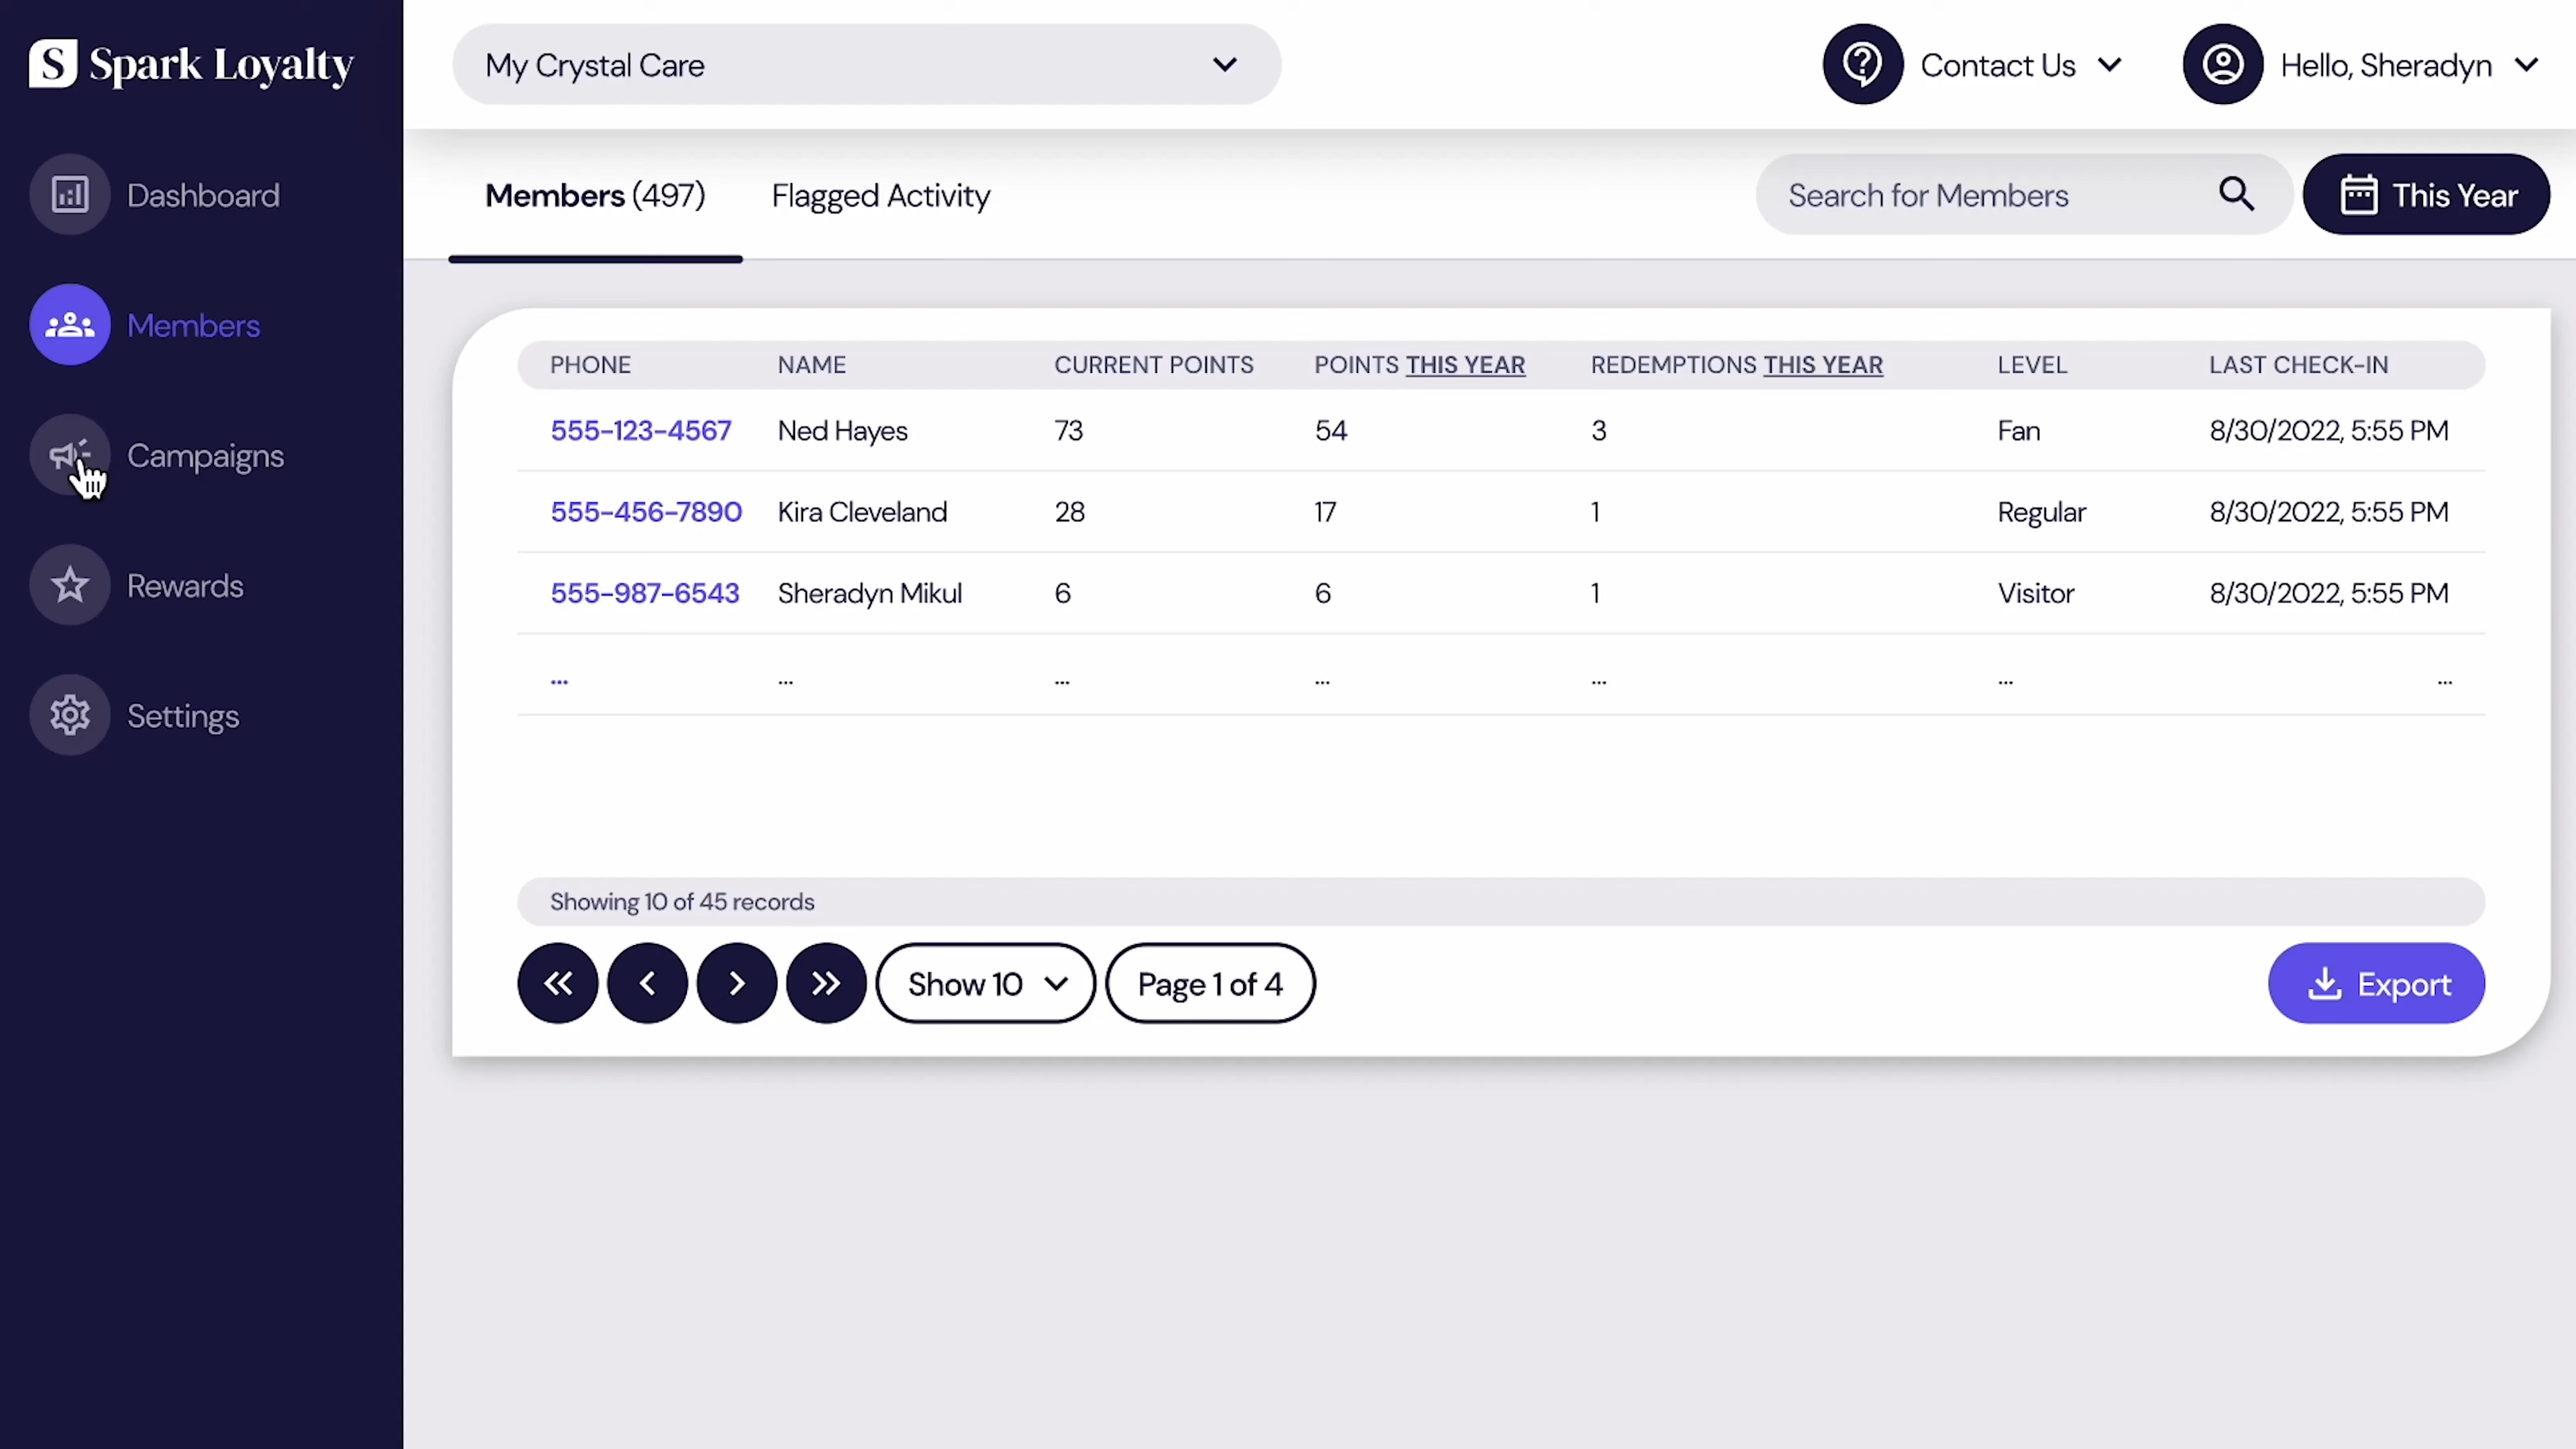 S Spark Loyalty
My Crystal Care
Contact Us
Hello, Sheradyn
Dashboard
Members
Campaigns
Rewards
Settings
Members (497)
Flagged Activity
Search for Members
This Year
PHONE NAME CURRENT POINTS POINTS THIS YEAR REDEMPTIONS THIS YEAR LEVEL LAST CHECK-IN
555-123-4567 Ned Hayes 73 54 3 Fan 8/30/2022, 5:55 PM
555-456-7890 Kira Cleveland 28 17 1 Regular 8/30/2022, 5:55 PM
555-987-6543 Sheradyn Mikul 6 6 1 Visitor 8/30/2022, 5:55 PM
... ... ... ... ... ... ...
Showing 10 of 45 records
Show 10
Page 1 of 4
Export